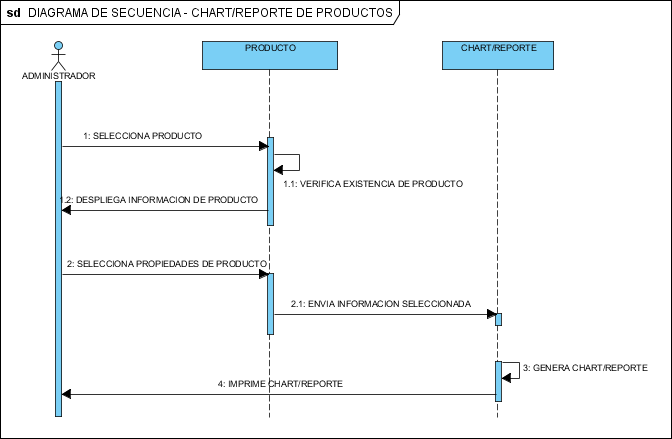 sd DIAGRAMA DE SECUENCIA - CHART/REPORTE DE PRODUCTOS
ADMINISTRADOR
PRODUCTO
CHART/REPORTE
1: SELECCIONA PRODUCTO
1.1: VERIFICA EXISTENCIA DE PRODUCTO
1.2: DESPLIEGA INFORMACION DE PRODUCTO
2: SELECCIONA PROPIEDADES DE PRODUCTO
2.1: ENVIA INFORMACION SELECCIONADA
3: GENERA CHART/REPORTE
4: IMPRIME CHART/REPORTE